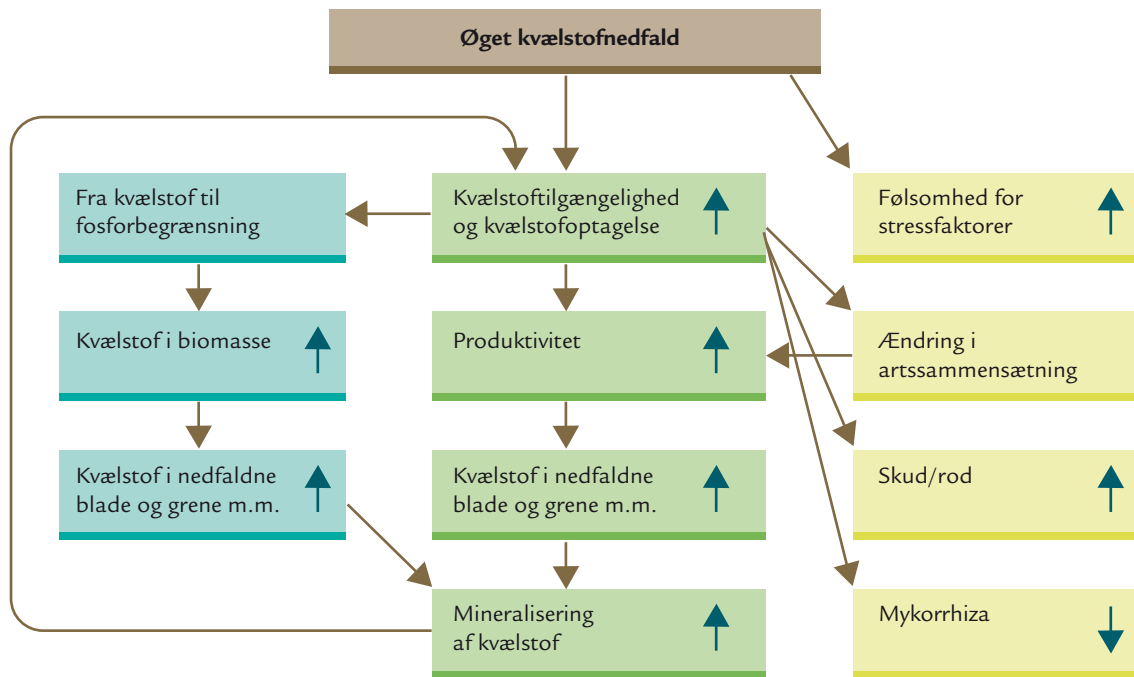 Øget kvælstofnedfald
Fra kvælstof til
fosforbegrænsning
Kvælstoftilgængelighed
og kvælstofoptagelse
Følsomhed for
stressfaktorer
Kvælstof i biomasse
Produktivitet
Ændring i
artssammensætning
Kvælstof i nedfaldne
blade og grene m.m.
Kvælstof i nedfaldne
blade og grene m.m.
Skud/rod
Mineralisering
af kvælstof
Mykorrhiza